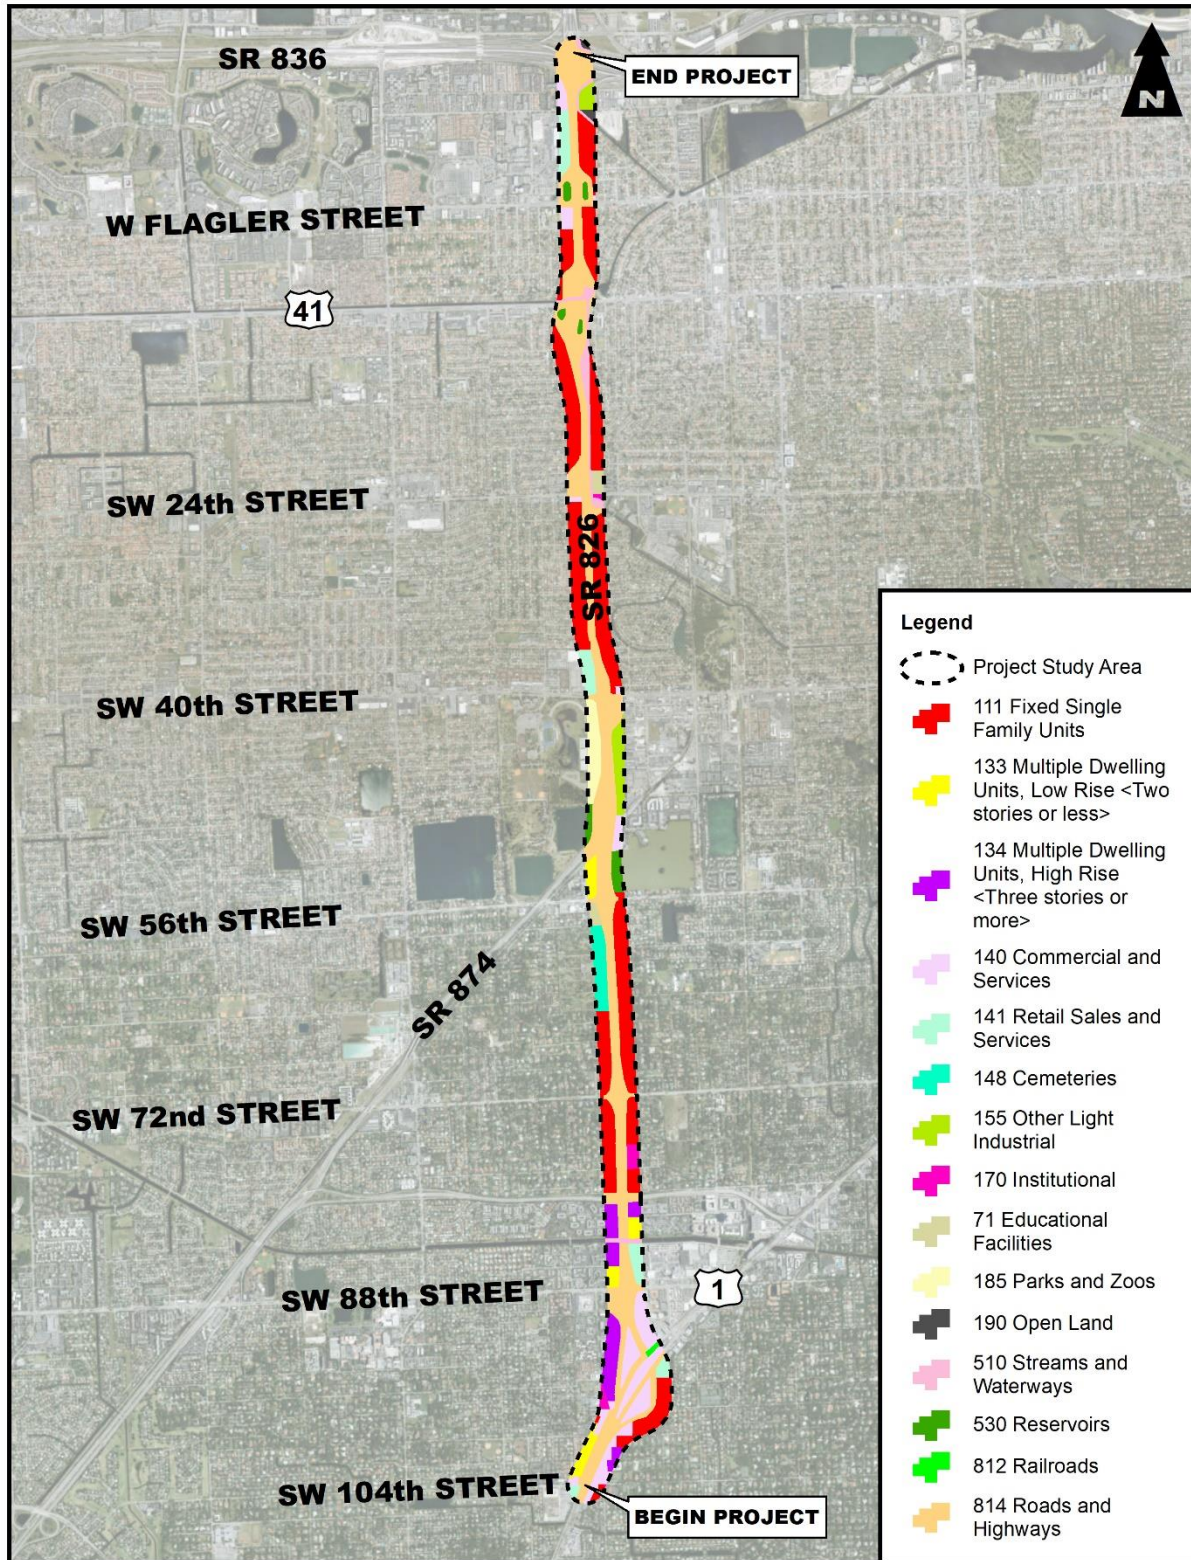 SR 836
END PROJECT
N
W FLAGLER STREET
41
SW 24th STREET
SR 826
SW 40th STREET
SW 56th STREET
SR 874
SW 72nd STREET
SW 88th STREET
1
SW 104th STREET
BEGIN PROJECT
Legend
Project Study Area
111 Fixed Single
Family Units
133 Multiple Dwelling
Units, Low Rise <Two
stories or less>
134 Multiple Dwelling
Units, High Rise
<Three stories or
more>
140 Commercial and
Services
141 Retail Sales and
Services
148 Cemeteries
155 Other Light
Industrial
170 Institutional
71 Educational
Facilities
185 Parks and Zoos
190 Open Land
510 Streams and
Waterways
530 Reservoirs
812 Railroads
814 Roads and
Highways